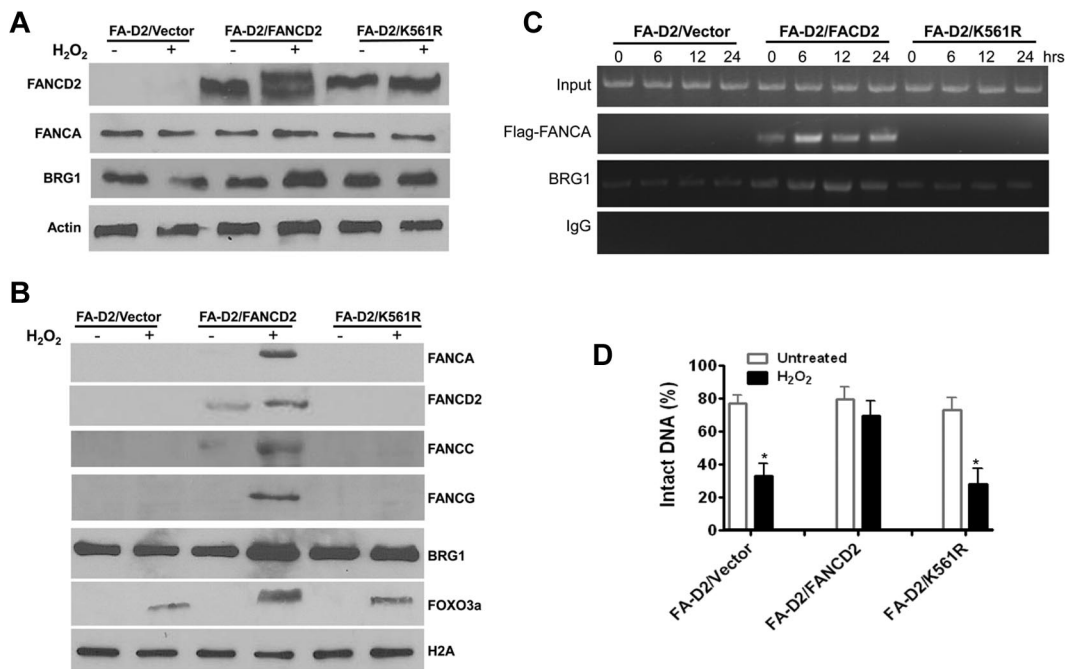 A
FA-D2/Vector FA-D2/FANCD2 FA-D2/K561R
H2O2 - + - + - +
FANCD2
FANCA
BRG1
Actin
B
FA-D2/Vector FA-D2/FANCD2 FA-D2/K561R
H2O2 - + - + - +
FANCA
FANCD2
FANCC
FANCG
BRG1
FOXO3a
H2A
C
FA-D2/Vector FA-D2/FACD2 FA-D2/K561R
0 6 12 24 0 6 12 24 0 6 12 24 hrs
Input
Flag-FANCA
BRG1
IgG
D
Untreated
H2O2
Intact DNA (%)
100
80
60
40
20
0
* *
FA-D2/Vector
FA-D2/FANCD2
FA-D2/K561R